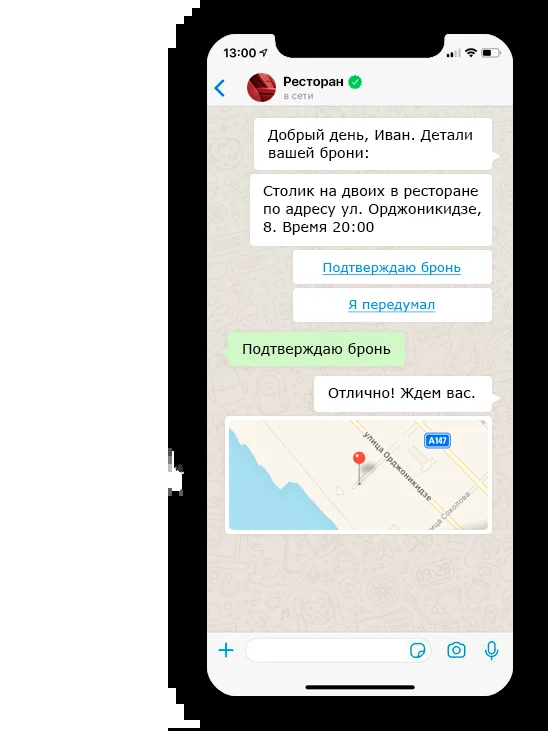 13:00
Ресторан
в сети
Добрый день, Иван. Детали
вашей брони:
Столик на двоих в ресторане
по адресу ул. Орджоникидзе,
8. Время 20:00
Подтверждаю бронь
Я передумал
Подтверждаю бронь
Отлично! Ждем вас.
А147
улица Орджоникидзе
улица Соколова